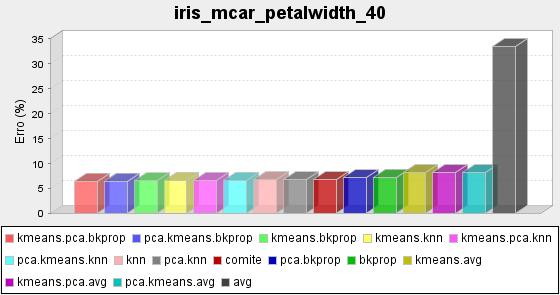 iris_mcar_petalwidth_40
Erro (%)
35
30
25
20
15
10
5
0
kmeans.pca.bkprop pca.kmeans.bkprop kmeans.bkprop kmeans.knn kmeans.pca.knn
pca.kmeans.knn knn pca.knn comite pca.bkprop bkprop kmeans.avg
kmeans.pca.avg pca.kmeans.avg avg